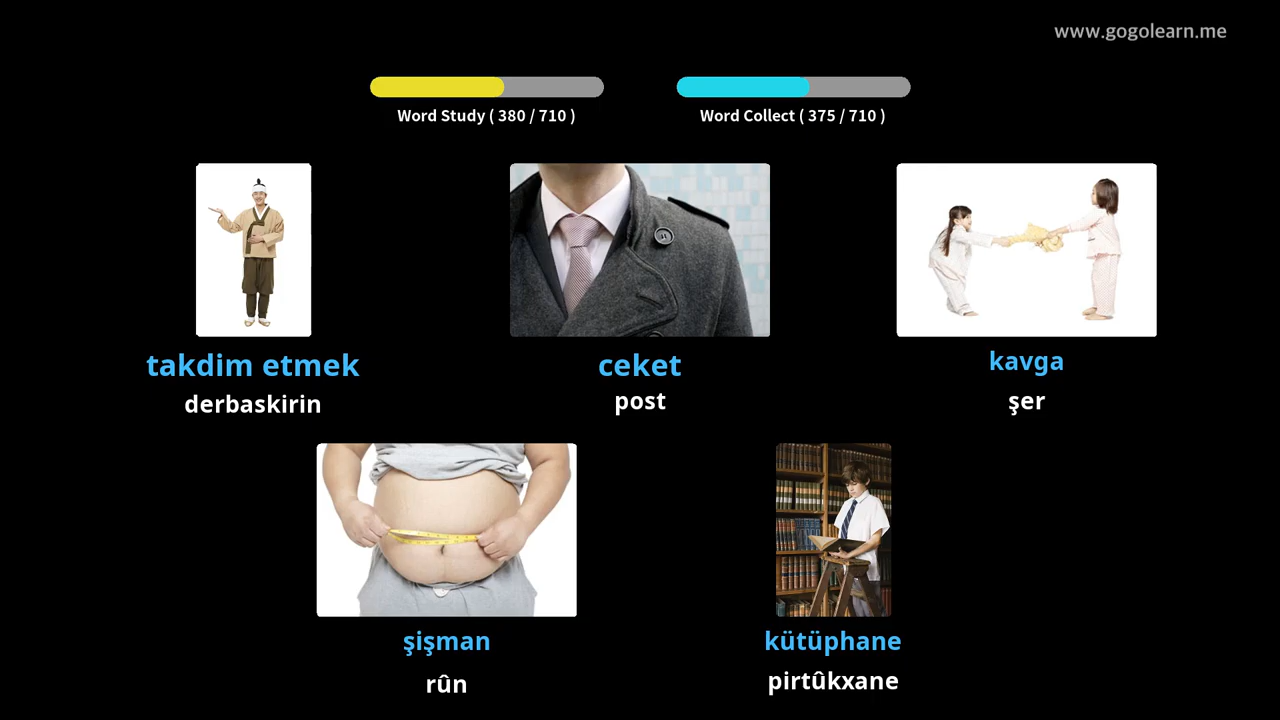 www.gogolearn.me
Word Study ( 380 / 710 )
Word Collect ( 375 / 710 )
takdim etmek
derbaskirin
ceket
post
kavga
şer
şişman
rûn
kütüphane
pirtûkxane